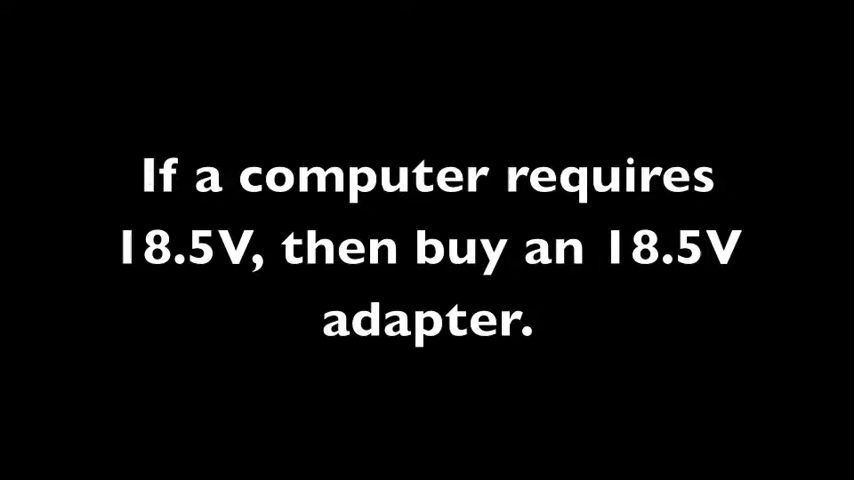 If a computer requires
18.5V, then buy an 18.5V
adapter.